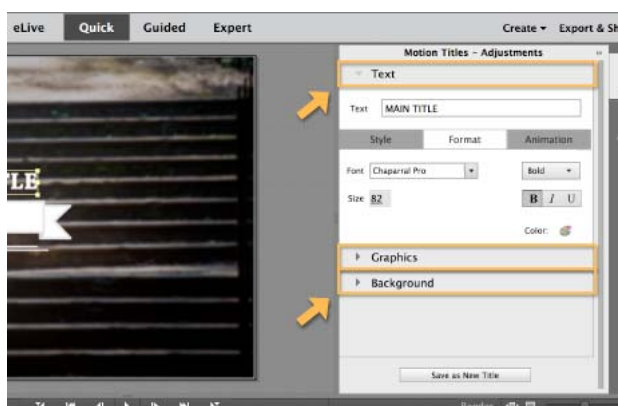 eLive Quick Guided Expert Create Export & Sh
Motion Titles - Adjustments
Text
Text MAIN TITLE
Style Format Animation
Font Chaparral Pro Bold
TLE
Size 82 B I U
Color:
Graphics
Background
Save as New Title
Render